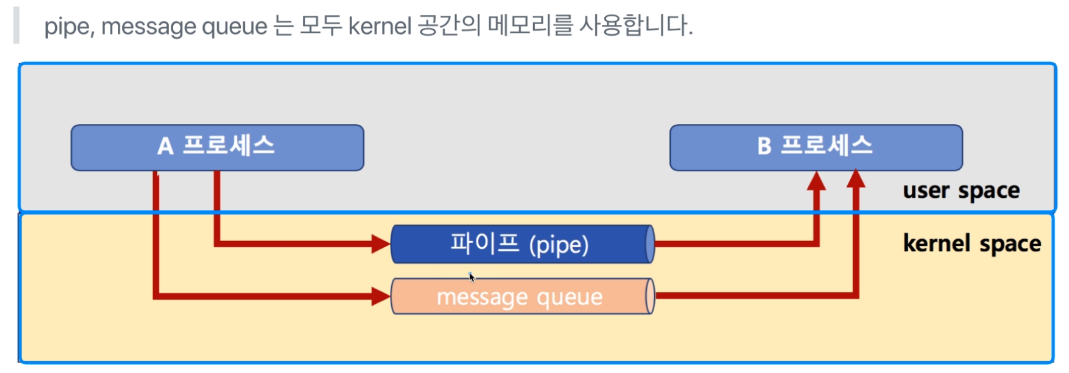 pipe, message queue 는 모두 kernel 공간의 메모리를 사용합니다.
A 프로세스
B 프로세스
user space
파이프 (pipe)
kernel space
message queue